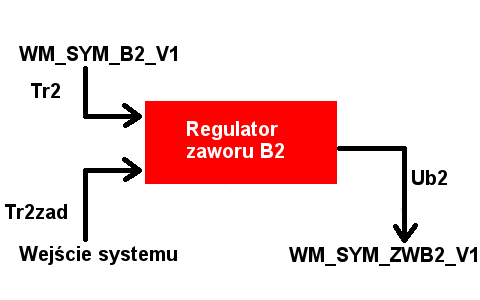 WM_SYM_B2_V1
Tr2
Regulator
zaworu B2
Ub2
Tr2zad
Wejście systemu
WM_SYM_ZWB2_V1